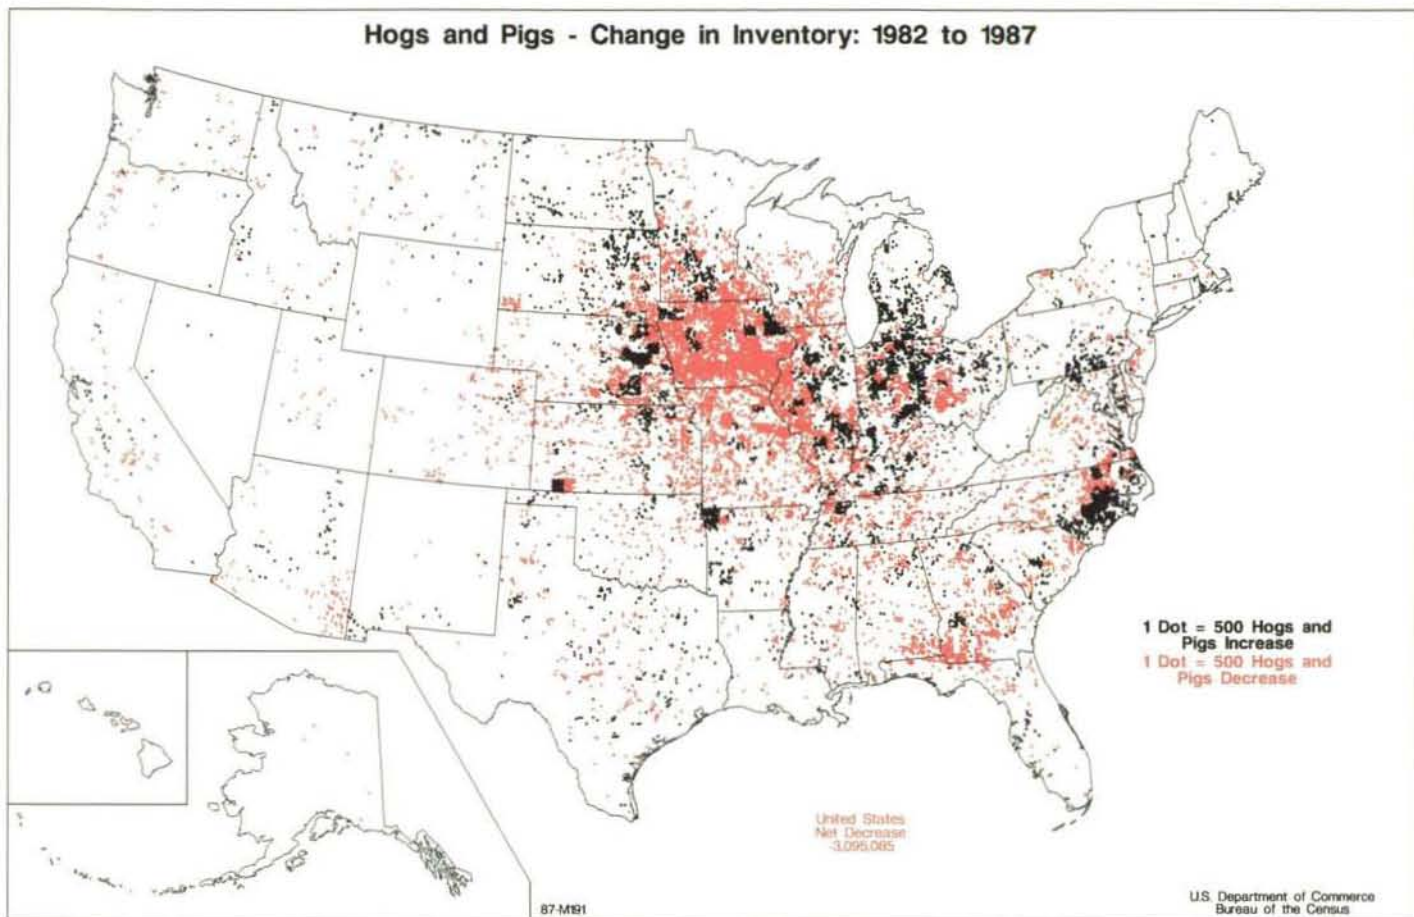 Hogs and Pigs - Change in Inventory: 1982 to 1987
1 Dot = 500 Hogs and
Pigs Increase
1 Dot = 500 Hogs and
Pigs Decrease
United States
Net Decrease
-3,095,085
87-M191
U.S. Department of Commerce
Bureau of the Census